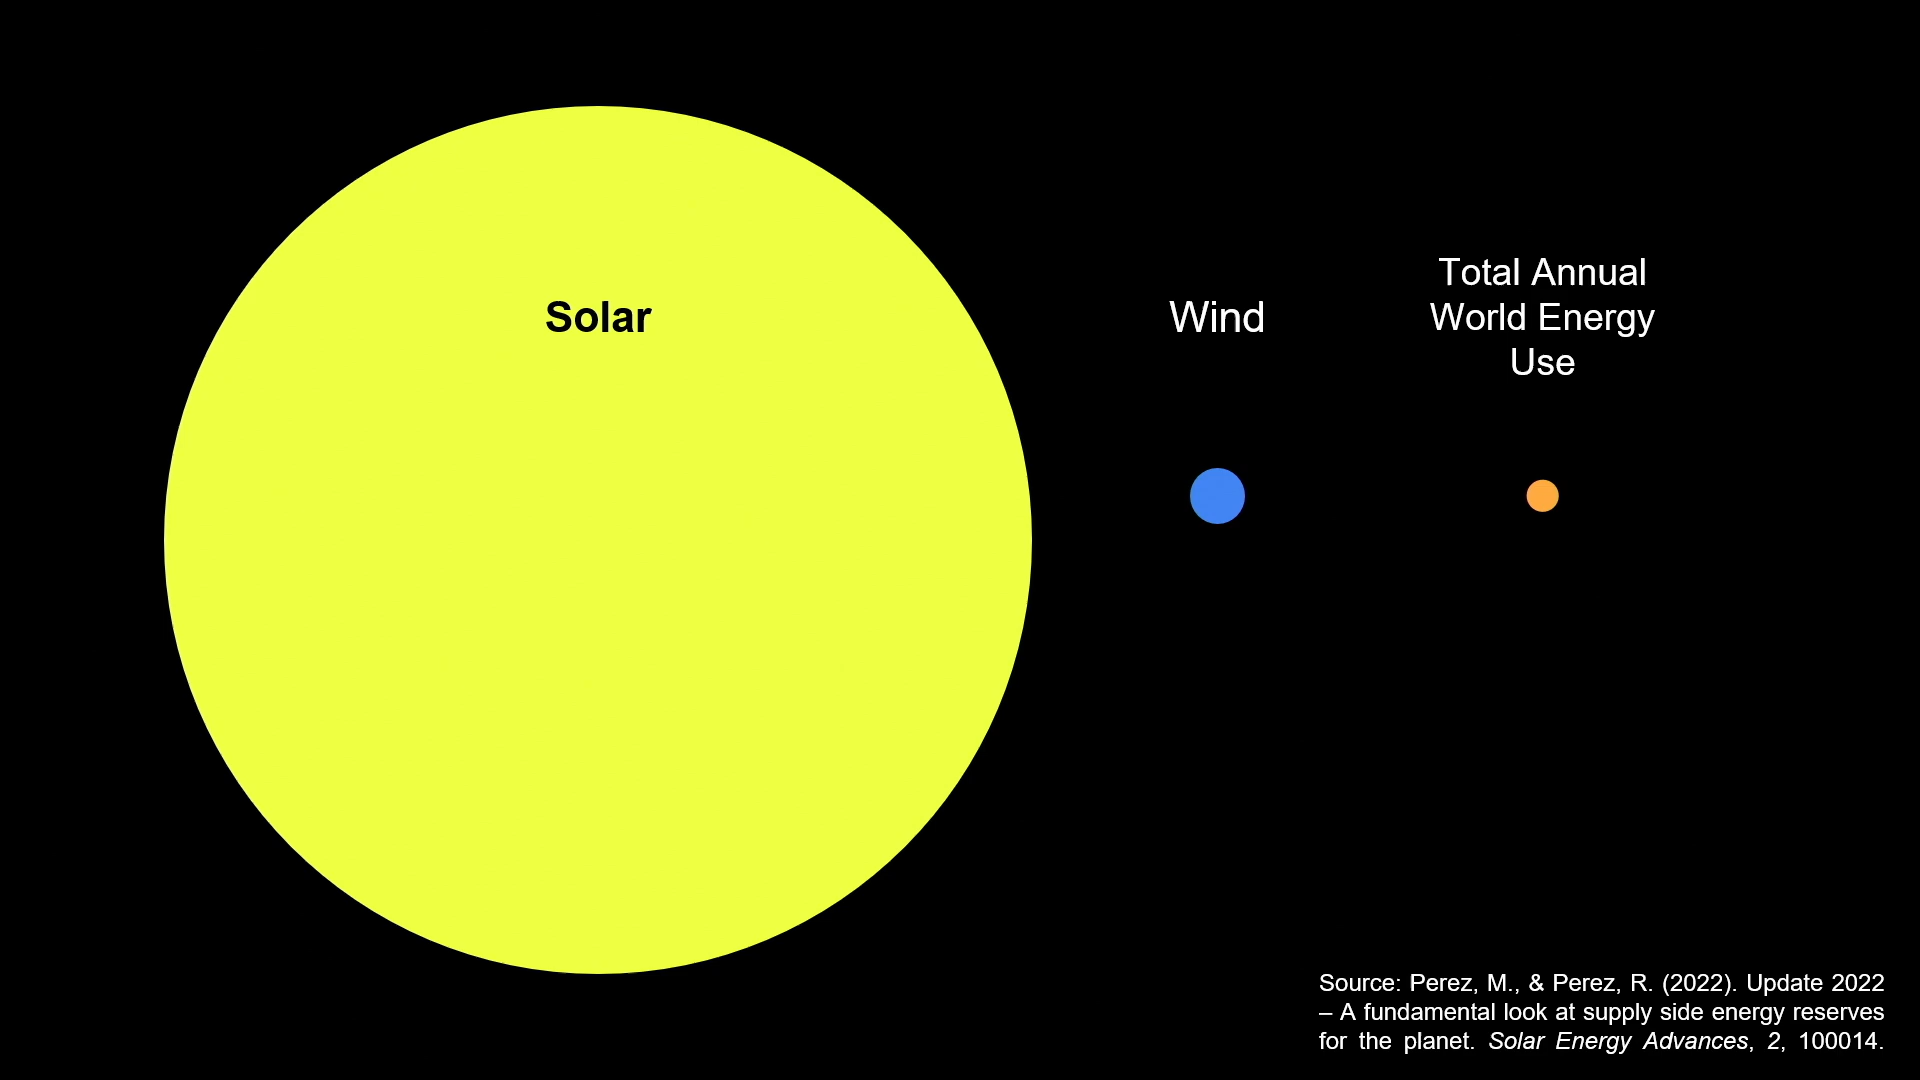 Solar
Wind
Total Annual
World Energy
Use
Source: Perez, M., & Perez, R. (2022). Update 2022
– A fundamental look at supply side energy reserves
for the planet. Solar Energy Advances, 2, 100014.